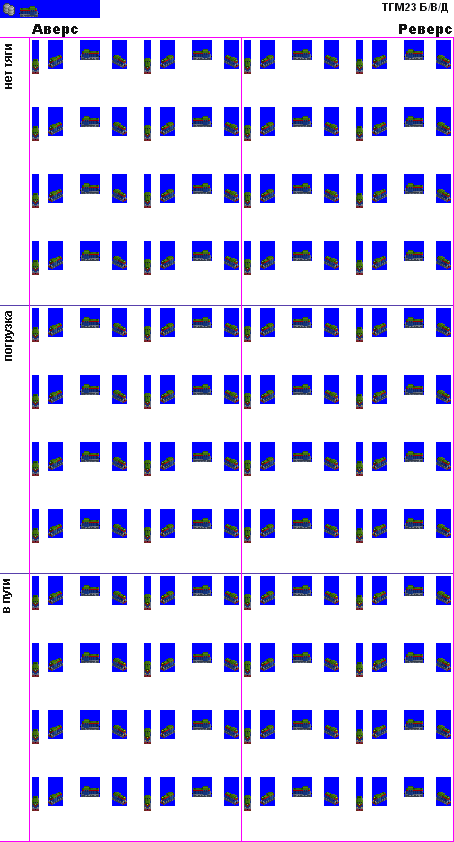 ТГМ23 Б/В/Д
Аверс Реверс
нет тяги
погрузка
в пути